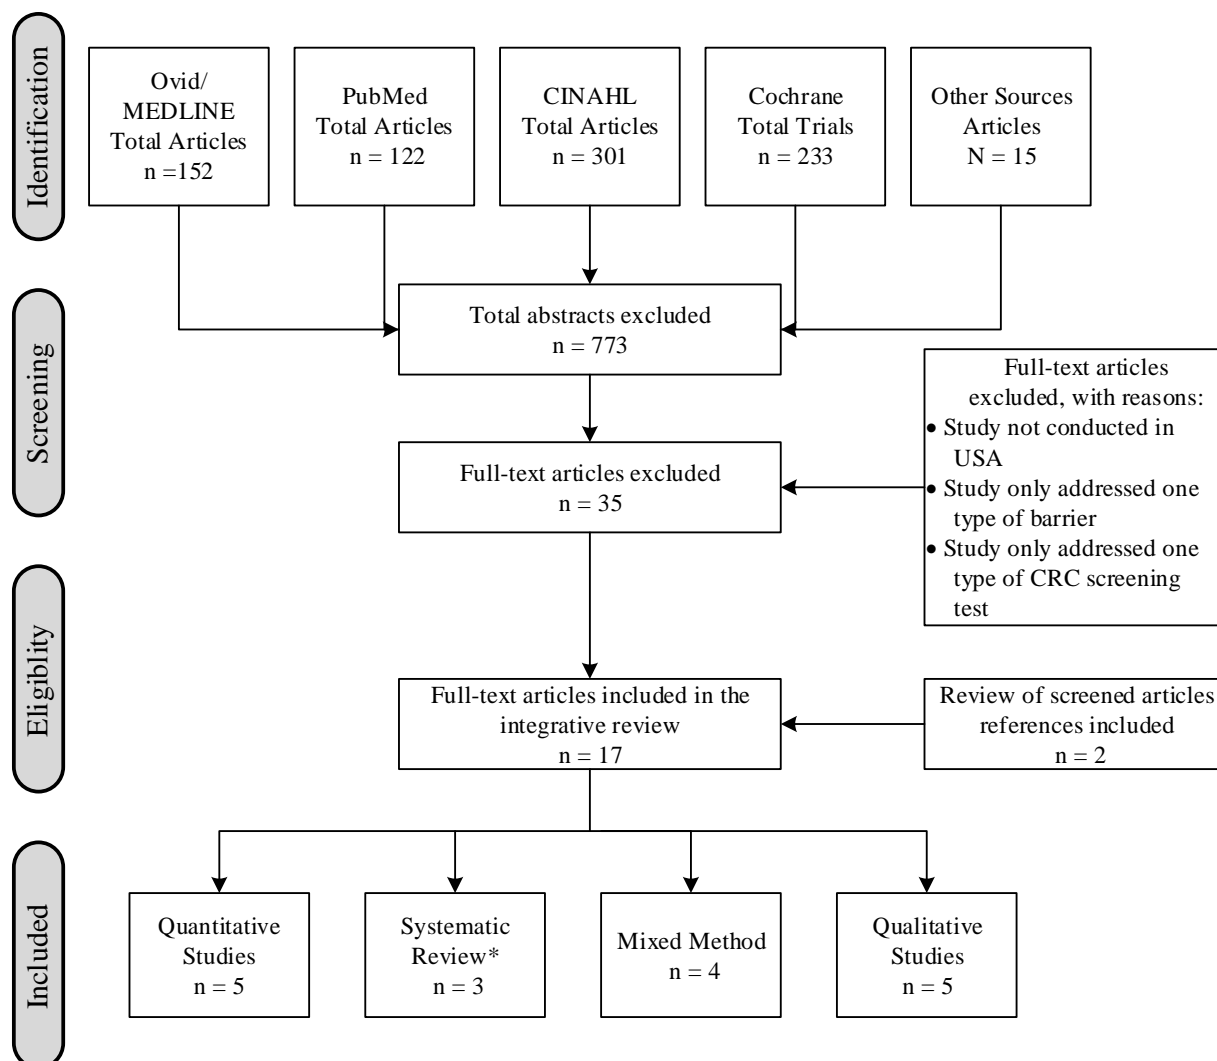 Identification
Ovid/
MEDLINE
Total Articles
n =152
PubMed
Total Articles
n = 122
CINAHL
Total Articles
n = 301
Cochrane
Total Trials
n = 233
Other Sources
Articles
N = 15
Screening
Total abstracts excluded
n = 773
Full-text articles
excluded, with reasons:
• Study not conducted in
USA
• Study only addressed one
type of barrier
• Study only addressed one
type of CRC screening
test
Full-text articles excluded
n = 35
Eligiblity
Full-text articles included in the
integrative review
n = 17
Review of screened articles
references included
n = 2
Included
Quantitative
Studies
n = 5
Systematic
Review*
n = 3
Mixed Method
n = 4
Qualitative
Studies
n = 5